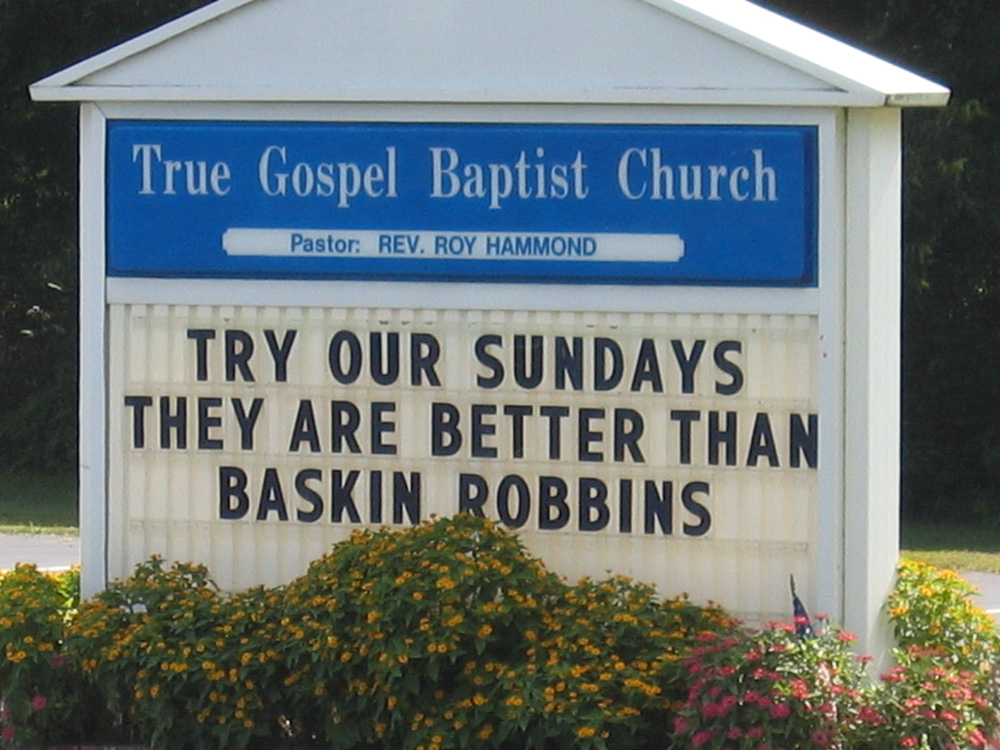 True Gospel Baptist Church
Pastor: REV. ROY HAMMOND
TRY OUR SUNDAYS
THEY ARE BETTER THAN
BASKIN ROBBINS